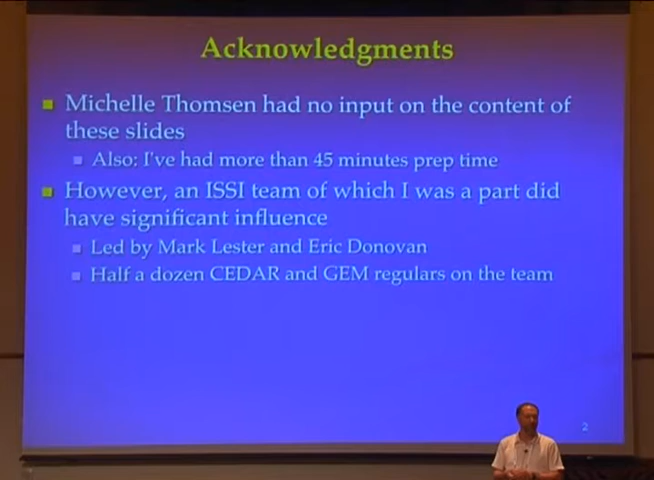 Acknowledgments
Michelle Thomsen had no input on the content of
these slides
Also: I've had more than 45 minutes prep time
However, an ISSI team of which I was a part did
have significant influence
Led by Mark Lester and Eric Donovan
Half a dozen CEDAR and GEM regulars on the team
2